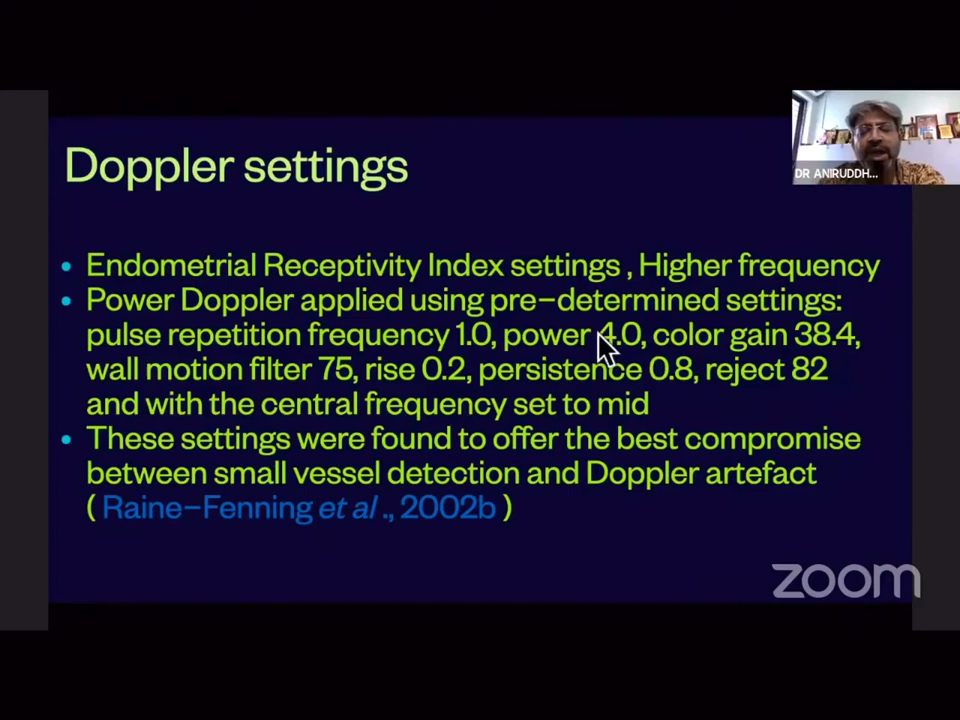 Doppler settings
DR ANIRUDDH...
• Endometrial Receptivity Index settings , Higher frequency
• Power Doppler applied using pre-determined settings:
pulse repetition frequency 1.0, power 4.0, color gain 38.4,
wall motion filter 75, rise 0.2, persistence 0.8, reject 82
and with the central frequency set to mid
• These settings were found to offer the best compromise
between small vessel detection and Doppler artefact
( Raine-Fenning et al ., 2002b )
zoom